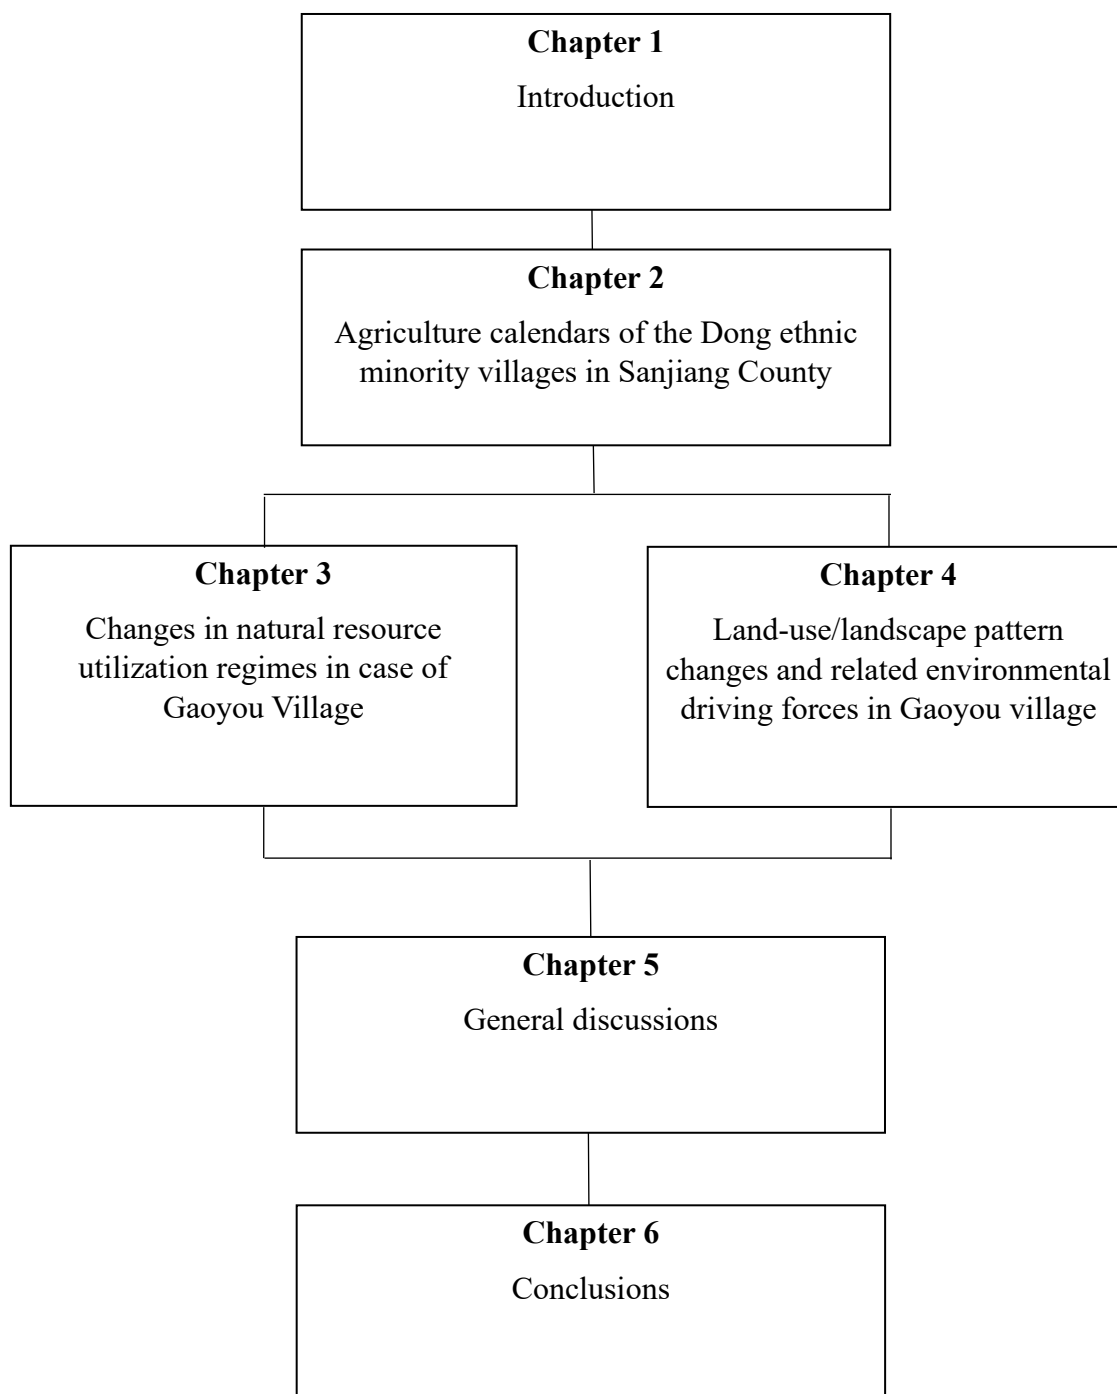 Chapter 1
Introduction
Chapter 2
Agriculture calendars of the Dong ethnic
minority villages in Sanjiang County
Chapter 3
Changes in natural resource
utilization regimes in case of
Gaoyou Village
Chapter 4
Land-use/landscape pattern
changes and related environmental
driving forces in Gaoyou village
Chapter 5
General discussions
Chapter 6
Conclusions